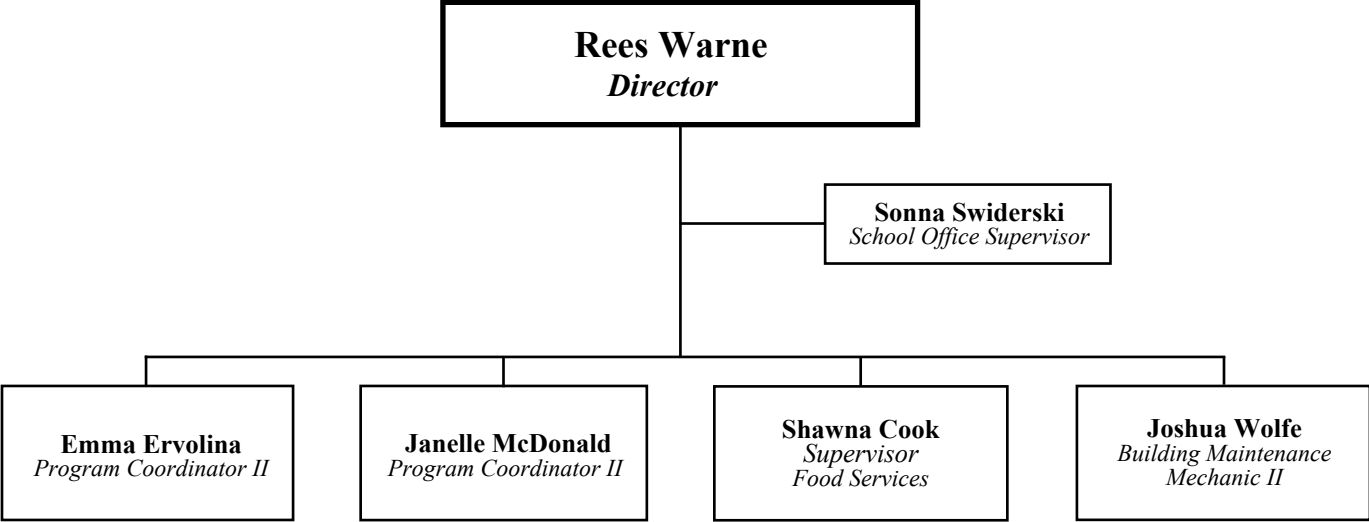 Rees Warne
Director
Sonna Swiderski
School Office Supervisor
Emma Ervolina
Program Coordinator II
Janelle McDonald
Program Coordinator II
Shawna Cook
Supervisor
Food Services
Joshua Wolfe
Building Maintenance
Mechanic II